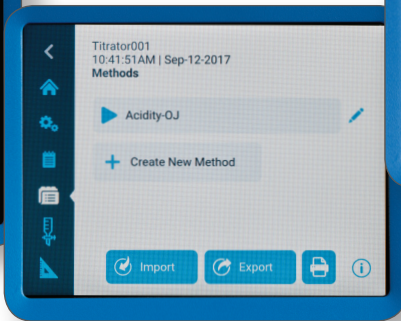 Titrator001
10:41:51AM | Sep-12-2017
Methods
Acidity-OJ
Create New Method
Import
Export